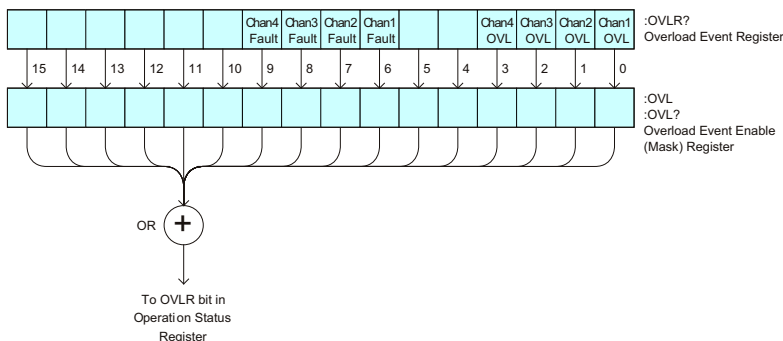 Chan4 Fault
Chan3 Fault
Chan2 Fault
Chan1 Fault
Chan4 OVL
Chan3 OVL
Chan2 OVL
Chan1 OVL
:OVLR?
Overload Event Register
15 14 13 12 11 10 9 8 7 6 5 4 3 2 1 0
:OVL
:OVL?
Overload Event Enable
(Mask) Register
OR +
To OVLR bit in
Operation Status
Register